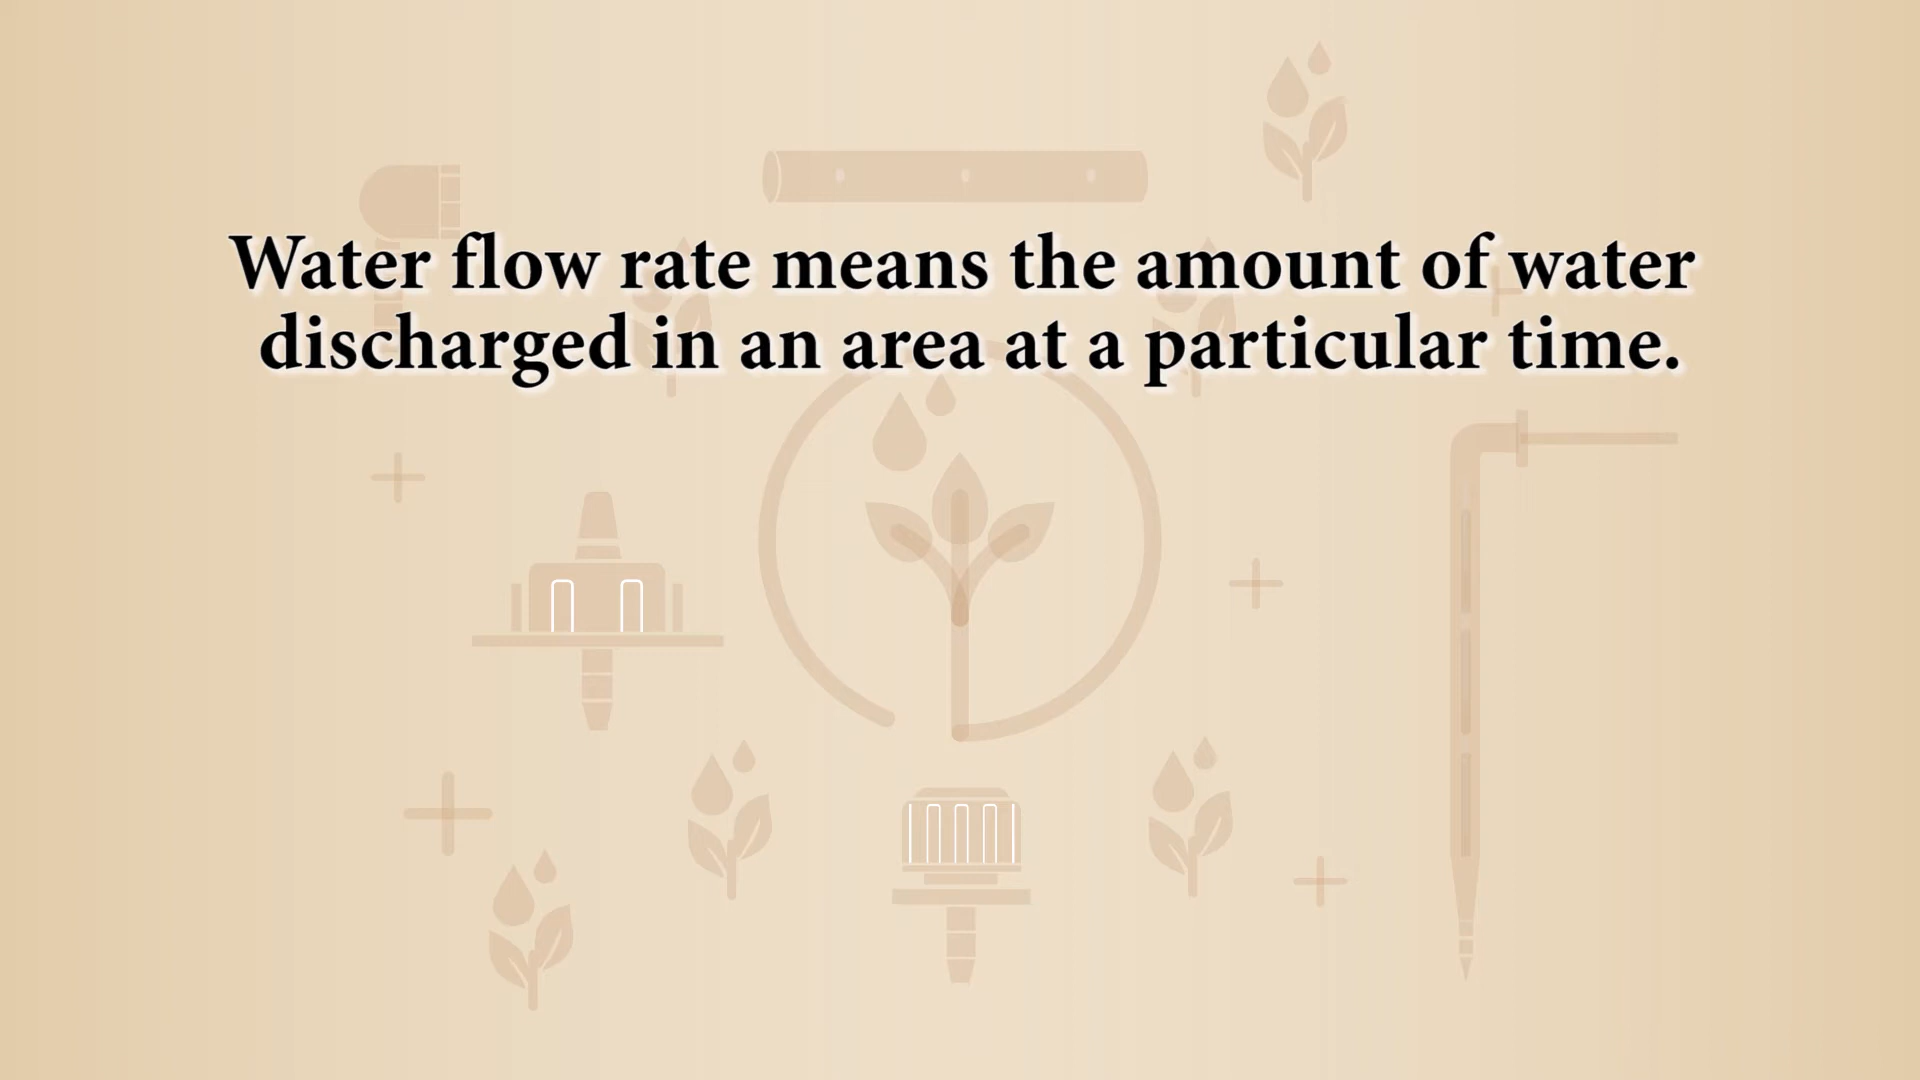 Water flow rate means the amount of water
discharged in an area at a particular time.